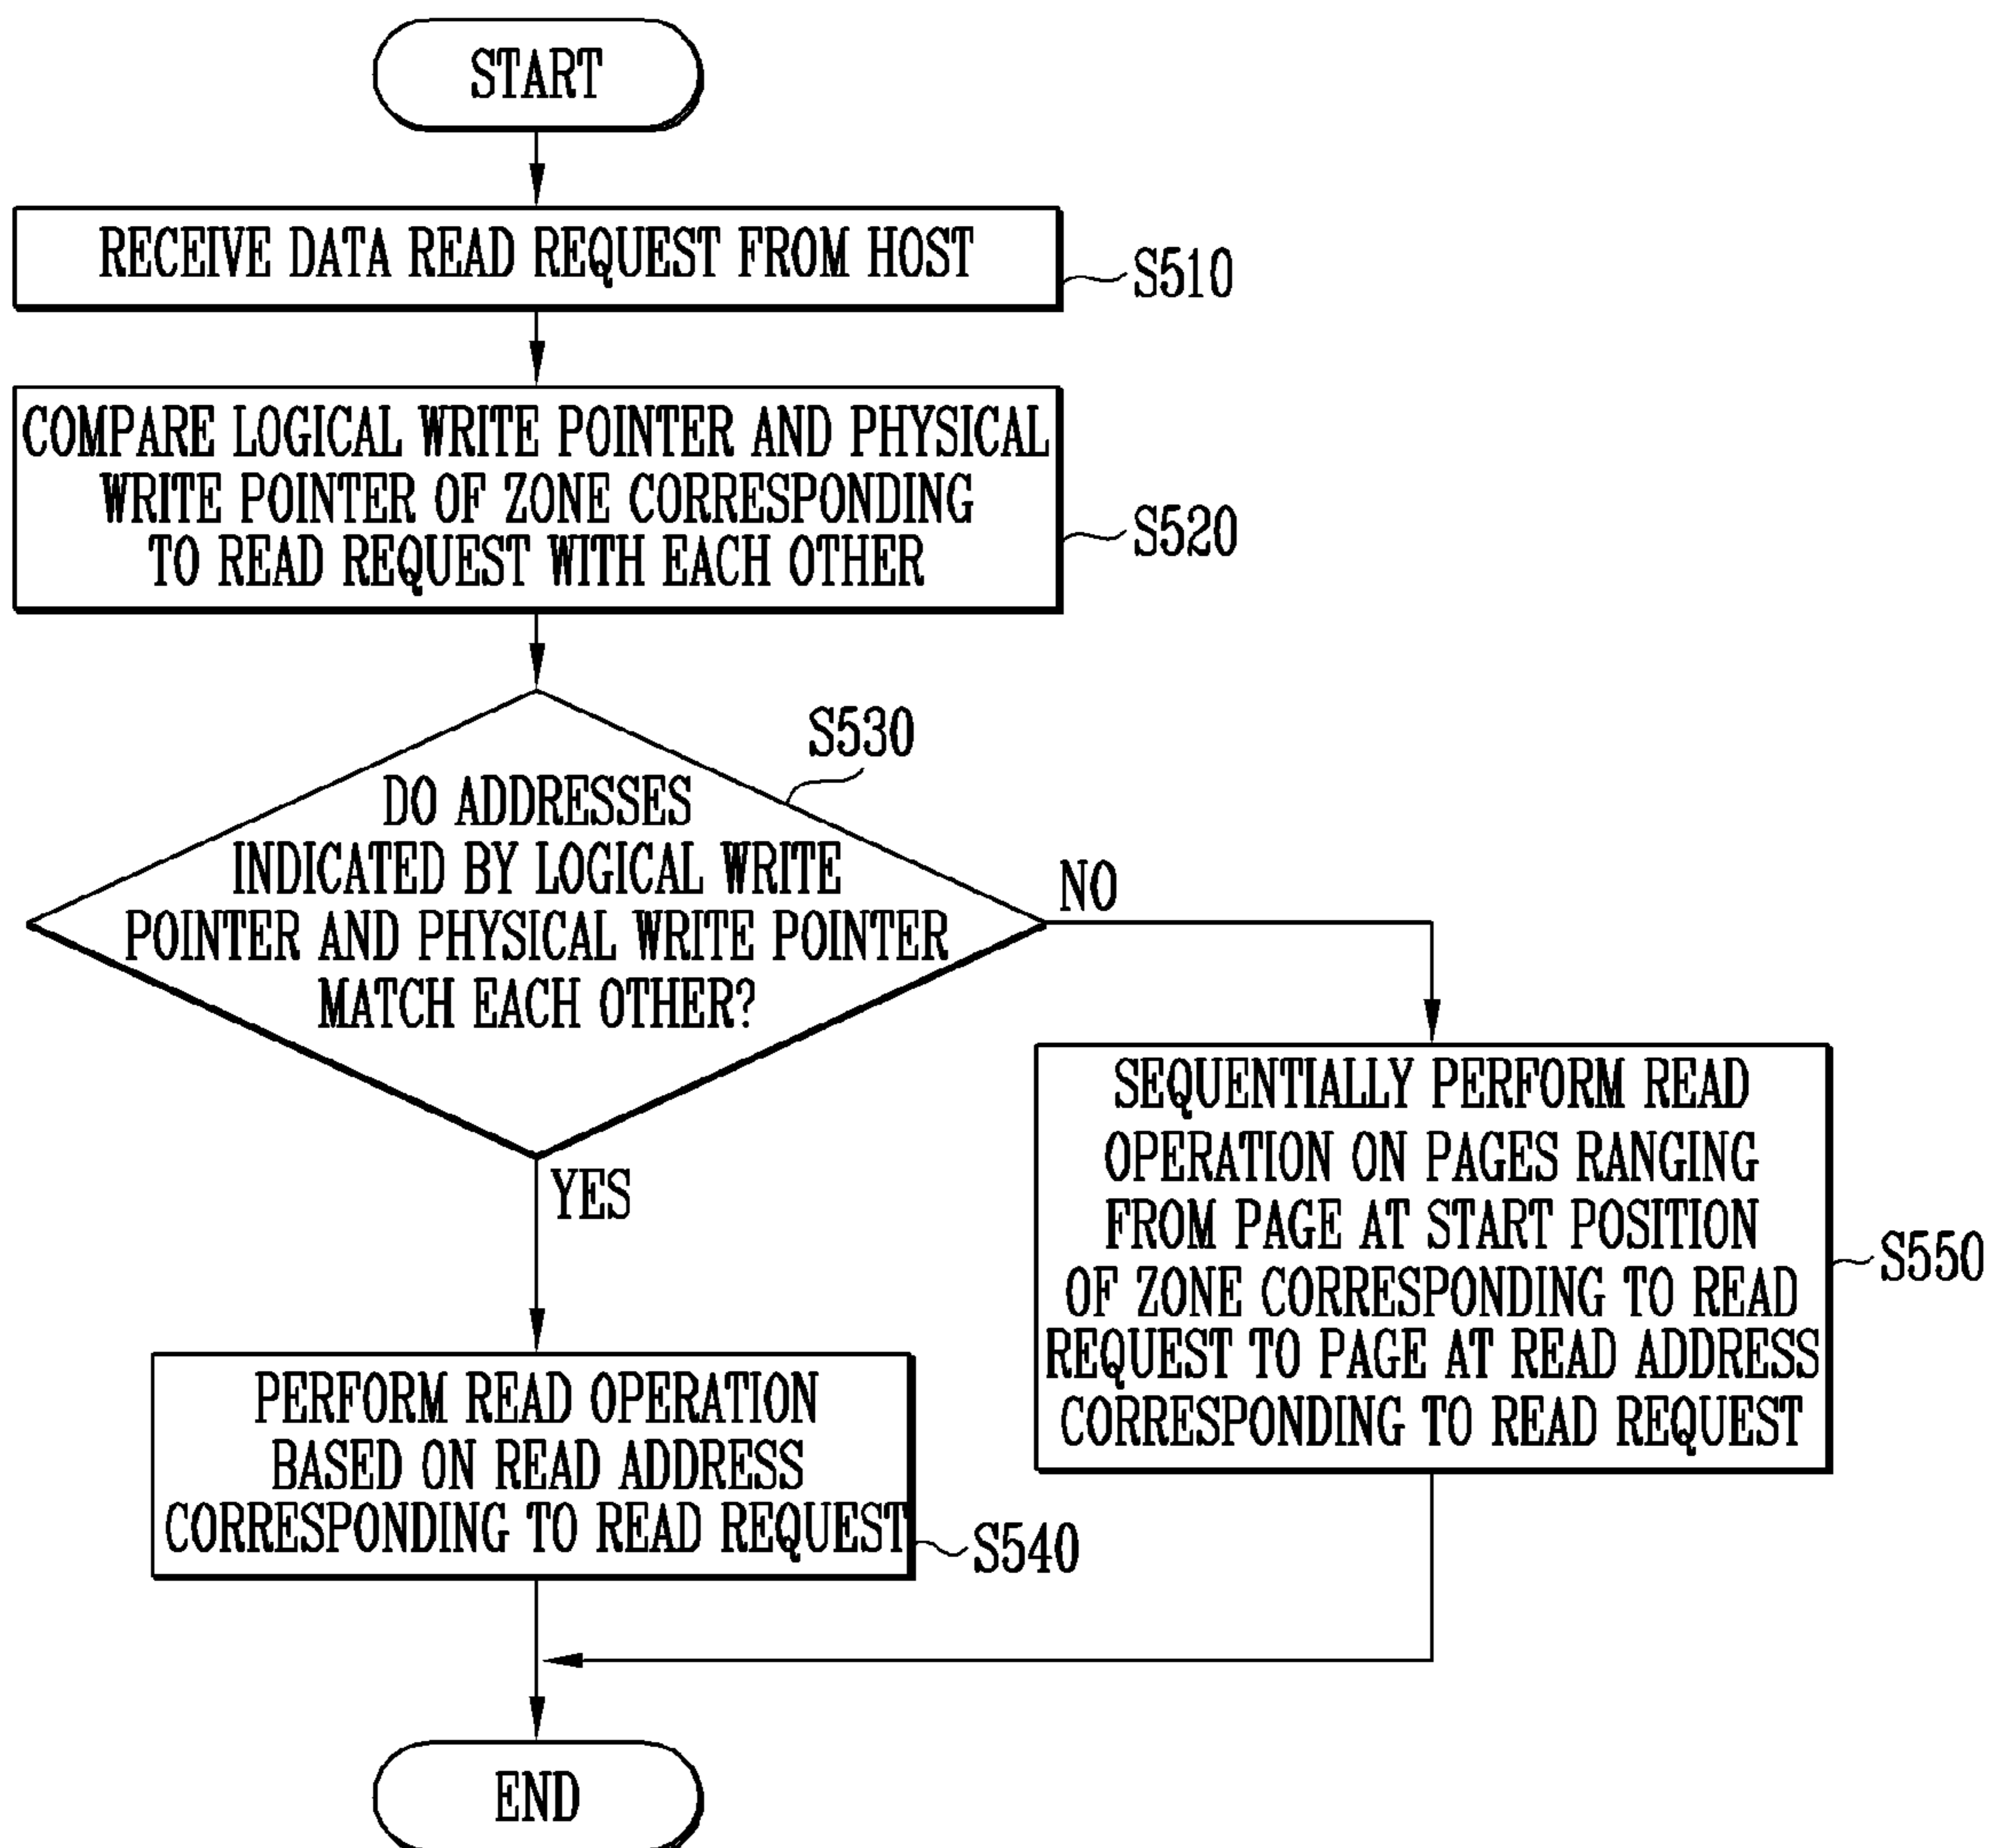 START
RECEIVE DATA READ REQUEST FROM HOST
S510
COMPARE LOGICAL WRITE POINTER AND PHYSICAL
WRITE POINTER OF ZONE CORRESPONDING
TO READ REQUEST WITH EACH OTHER
S520
S530
DO ADDRESSES
INDICATED BY LOGICAL WRITE
POINTER AND PHYSICAL WRITE POINTER
MATCH EACH OTHER?
NO
YES
SEQUENTIALLY PERFORM READ
OPERATION ON PAGES RANGING
FROM PAGE AT START POSITION
OF ZONE CORRESPONDING TO READ
REQUEST TO PAGE AT READ ADDRESS
CORRESPONDING TO READ REQUEST
S550
PERFORM READ OPERATION
BASED ON READ ADDRESS
CORRESPONDING TO READ REQUEST
S540
END